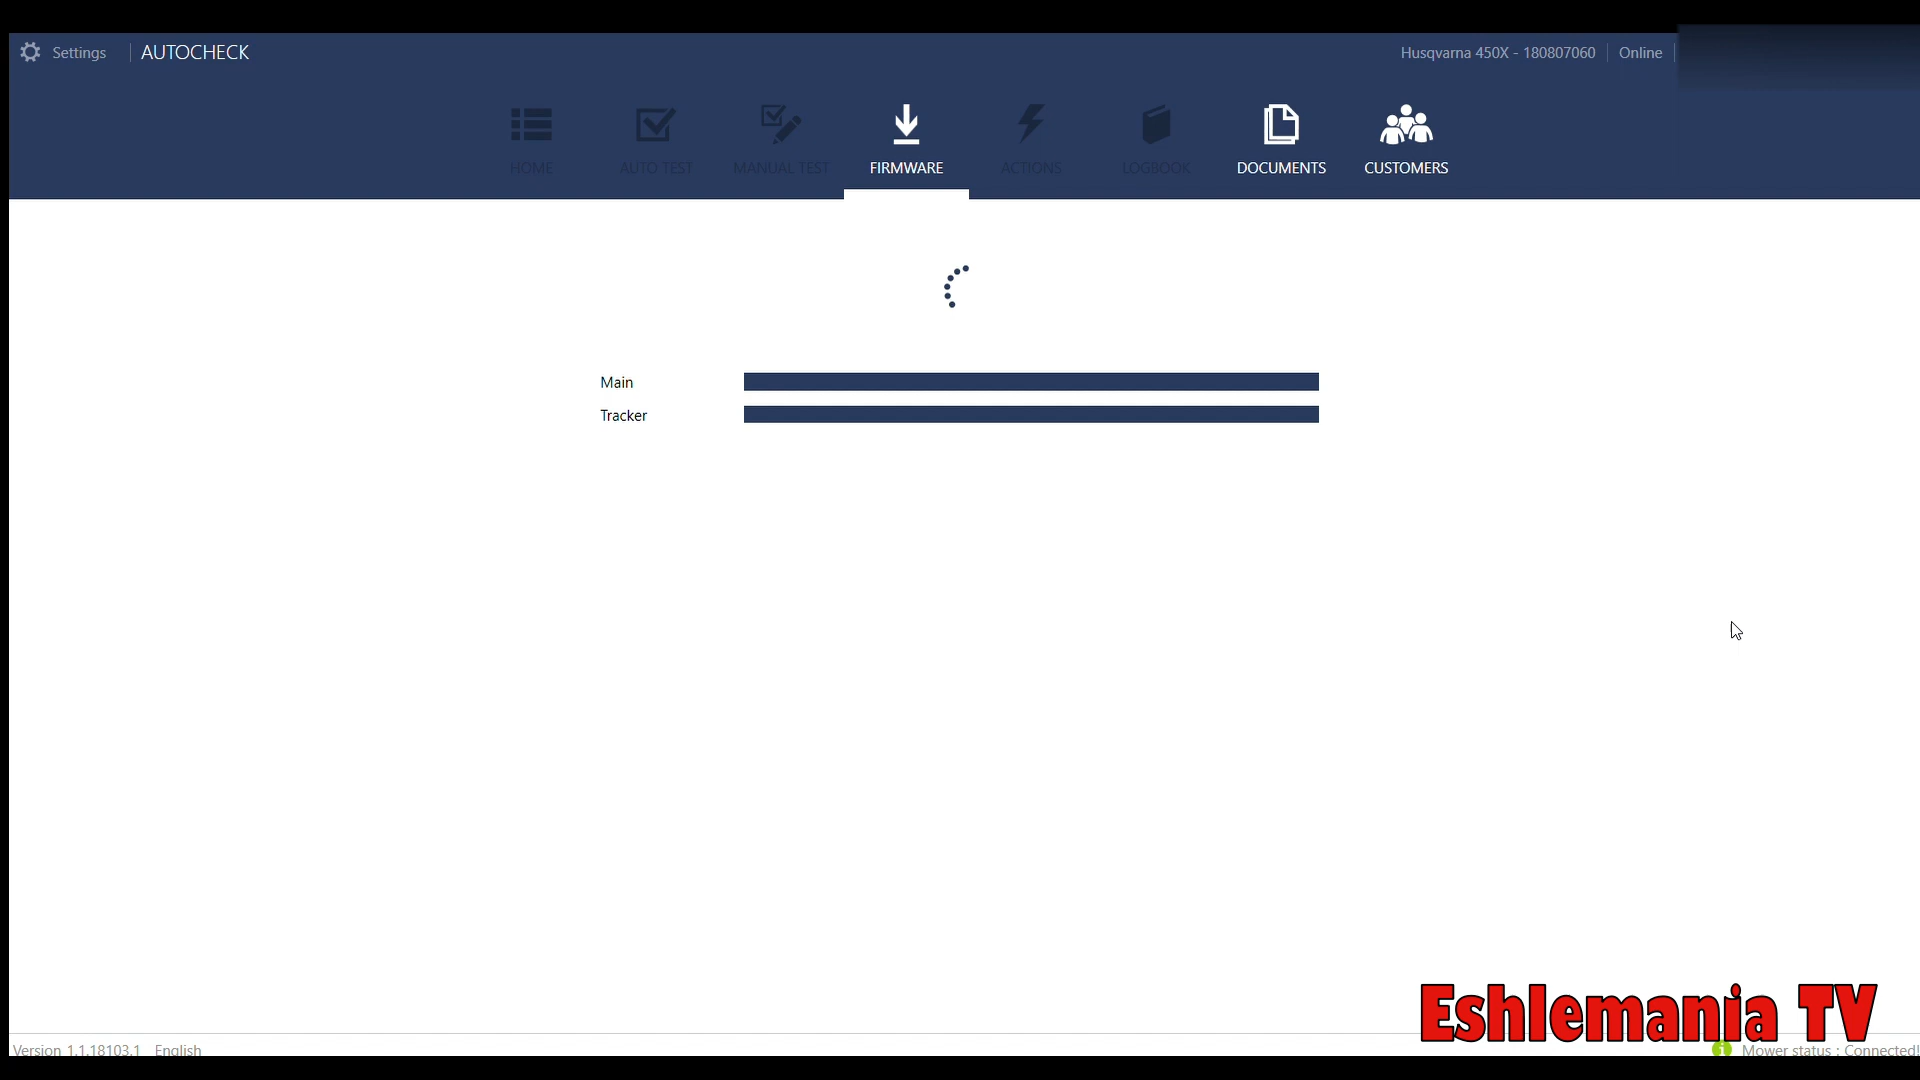 Settings
AUTOCHECK
Husqvarna 450X - 180807060
Online
HOME
AUTO TEST
MANUAL TEST
FIRMWARE
ACTIONS
LOGBOOK
DOCUMENTS
CUSTOMERS
Main
Tracker
Eshlemania TV
Version 1.1.18103.1 English
Mower status : Connected!